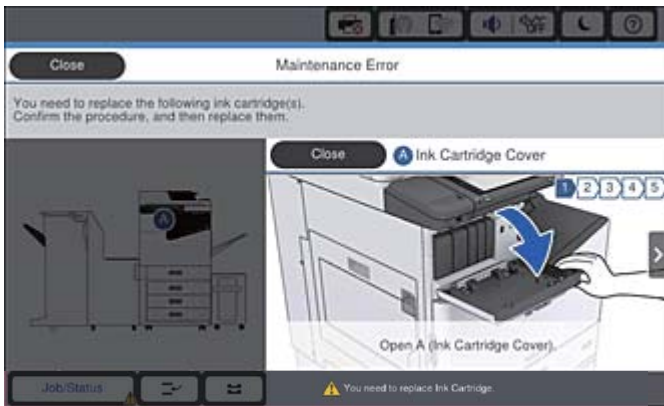 OFF
Close
Maintenance Error
You need to replace the following ink cartridge(s).
Confirm the procedure, and then replace them.
Close
A Ink Cartridge Cover
1 2 3 4 5
A
Open A (Ink Cartridge Cover).
Job/Status
You need to replace Ink Cartridge.